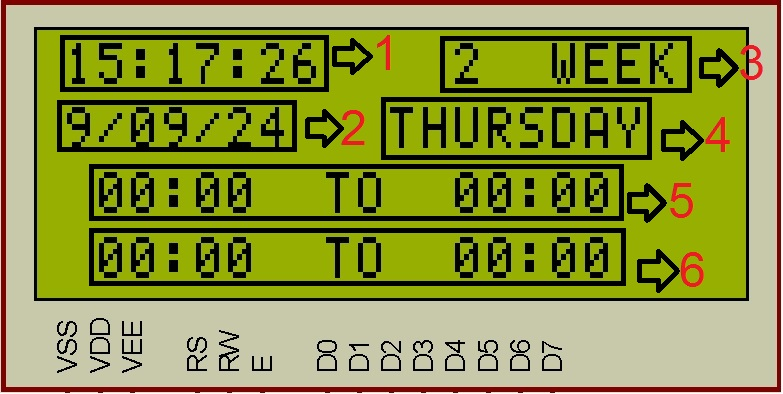 15:17:26 1 2 WEEK 3
9/09/24 2 THURSDAY 4
00:00 TO 00:00 5
00:00 TO 00:00 6
VSS VDD VEE RS RW E D0 D1 D2 D3 D4 D5 D6 D7